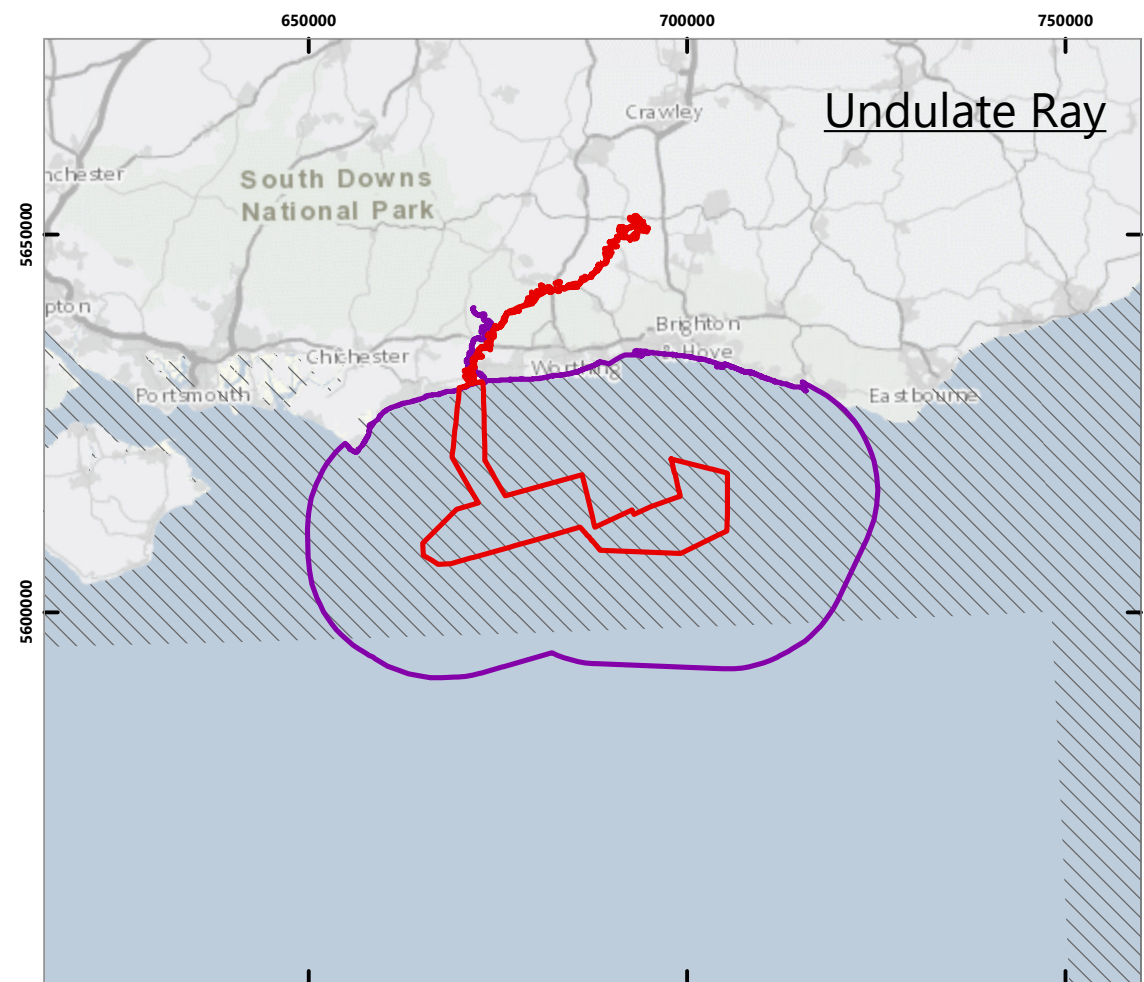 650000 700000 750000
Undulate Ray
Crawley
nchester
South Downs
National Park
5650000
pton
Brighton
& Hove
Chichester
Worthing
Portsmouth
Eastbourne
5600000